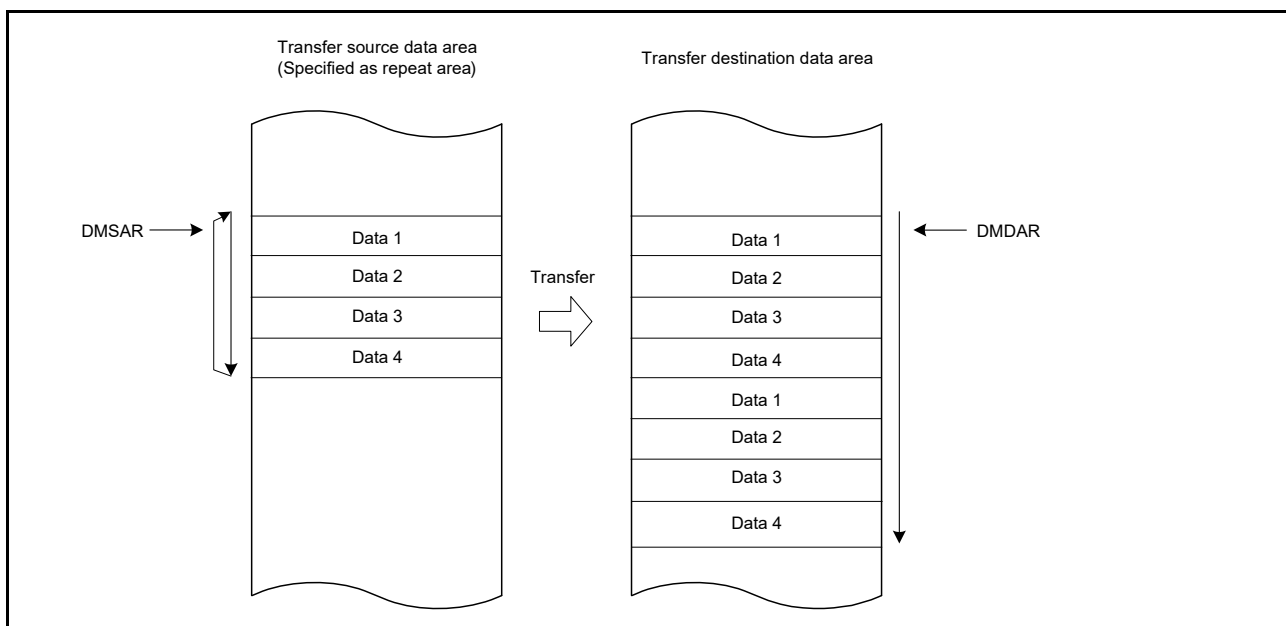 Transfer source data area
(Specified as repeat area)
Transfer destination data area
DMSAR
Data 1
Data 2
Data 3
Data 4
Transfer
Data 1
Data 2
Data 3
Data 4
Data 1
Data 2
Data 3
Data 4
DMDAR